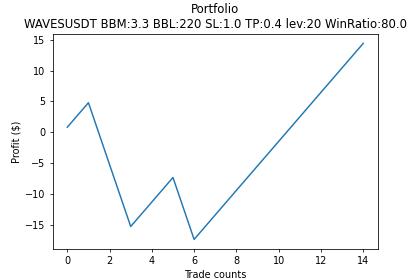 Portfolio
WAVESUSDT BBM:3.3 BBL:220 SL:1.0 TP:0.4 lev:20 WinRatio:80.0
15
10
5
0
−5
−10
−15
Profit ($)
0 2 4 6 8 10 12 14
Trade counts